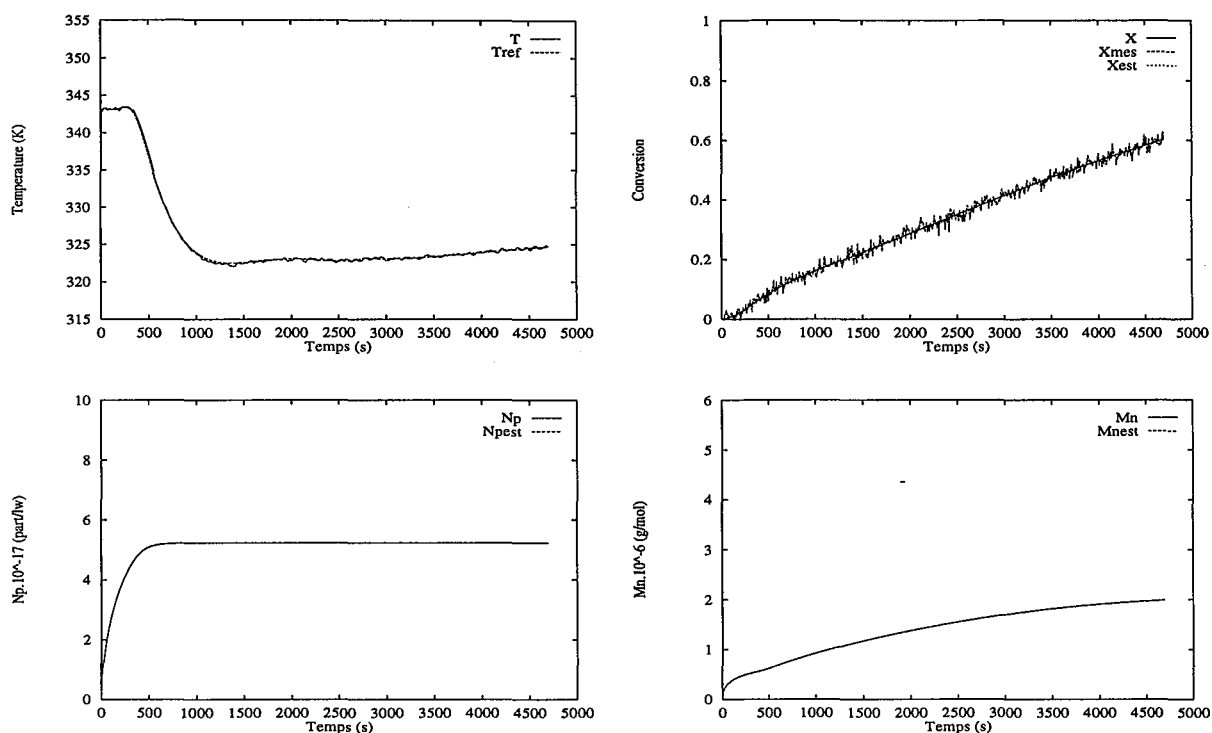 355
350
345
340
335
330
325
320
315
Temperature (K)
T
Tref
0 500 1000 1500 2000 2500 3000 3500 4000 4500 5000
Temps (s)
1
0.8
0.6
0.4
0.2
0
Conversion
X
Xmes
Xest
0 500 1000 1500 2000 2500 3000 3500 4000 4500 5000
Temps (s)
10
8
6
4
2
0
Np.10^-17 (part/lw)
Np
Npest
0 500 1000 1500 2000 2500 3000 3500 4000 4500 5000
Temps (s)
6
5
4
3
2
1
0
Mn.10^-6 (g/mol)
Mn
Mnest
0 500 1000 1500 2000 2500 3000 3500 4000 4500 5000
Temps (s)